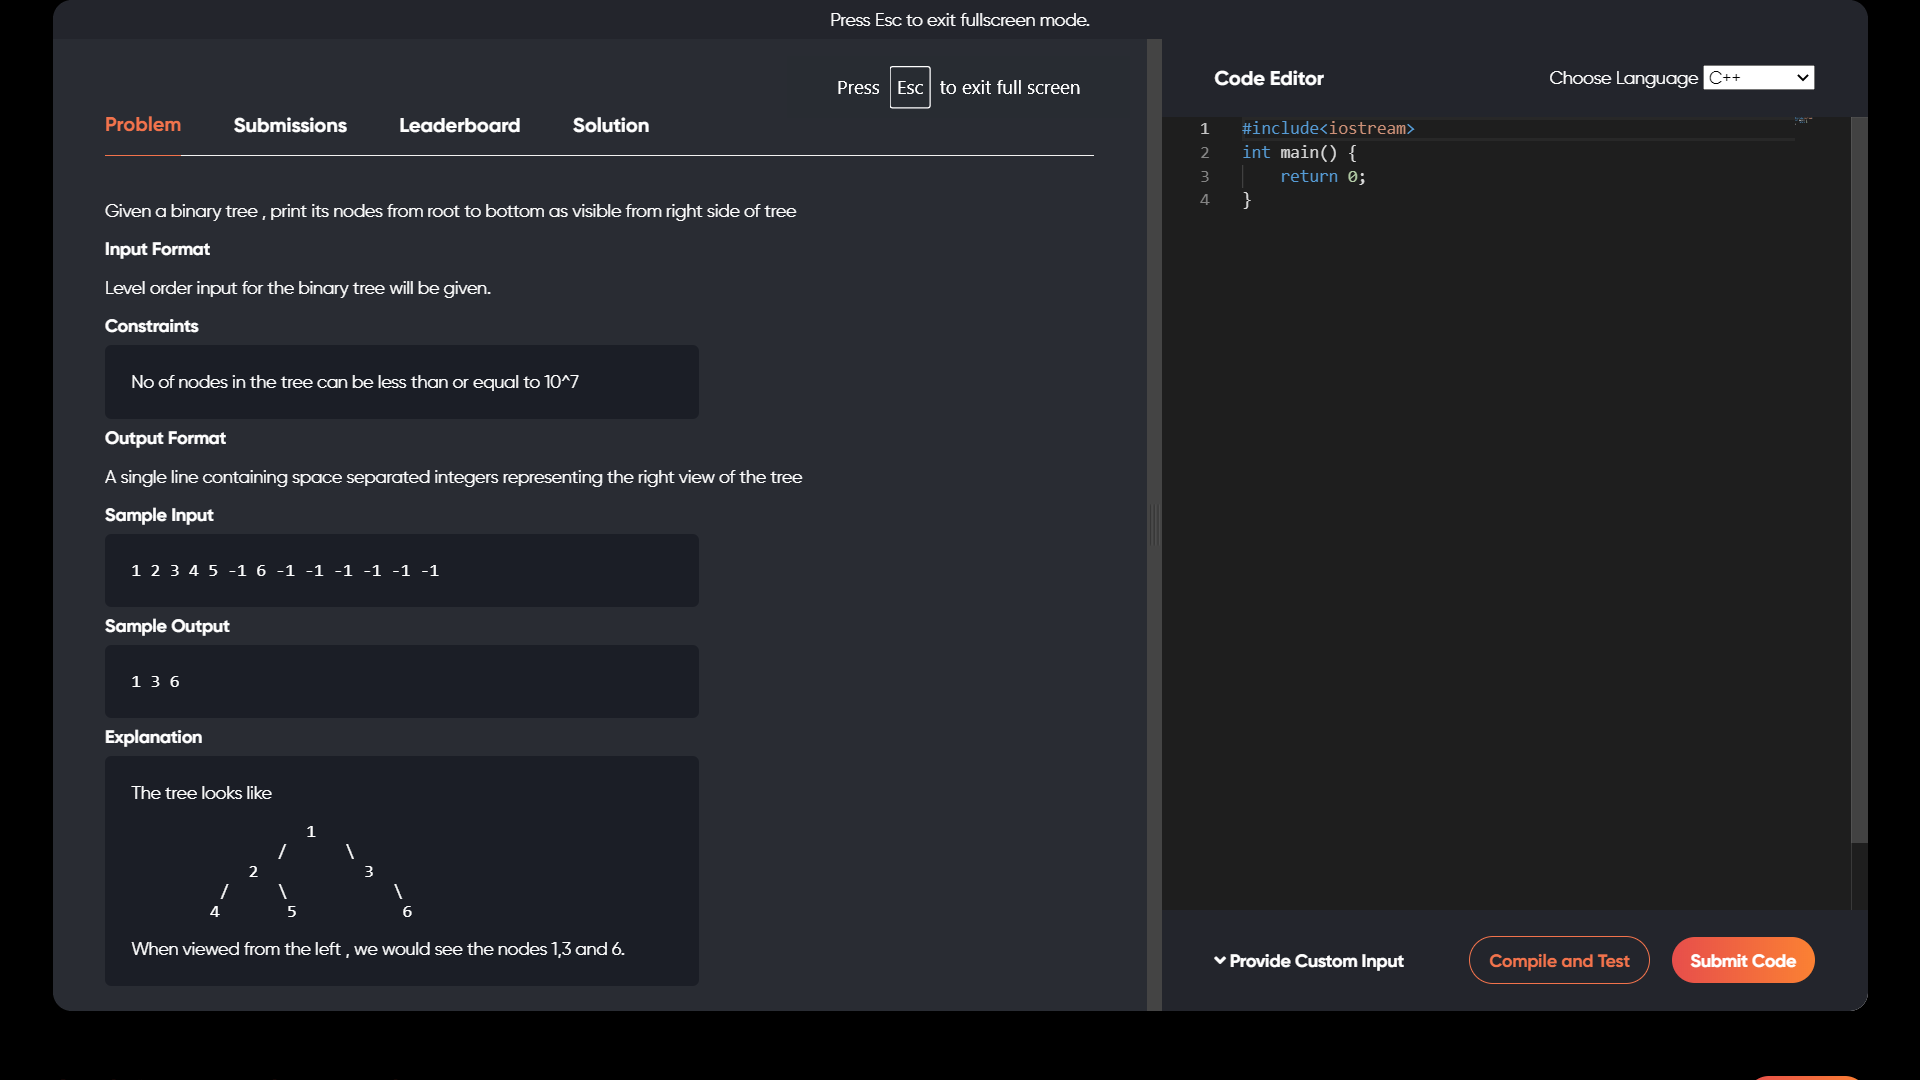 Press Esc to exit fullscreen mode.
Press Esc to exit full screen
Problem Submissions Leaderboard Solution
Given a binary tree , print its nodes from root to bottom as visible from right side of tree
Input Format
Level order input for the binary tree will be given.
Constraints
No of nodes in the tree can be less than or equal to 10^7
Output Format
A single line containing space separated integers representing the right view of the tree
Sample Input
1 2 3 4 5 -1 6 -1 -1 -1 -1 -1 -1
Sample Output
1 3 6
Explanation
The tree looks like
1
/ \
2 3
/ \ \
4 5 6
When viewed from the left , we would see the nodes 1,3 and 6.
Code Editor
Choose Language C++
1 #include<iostream>
2 int main() {
3 return 0;
4 }
Provide Custom Input
Compile and Test
Submit Code